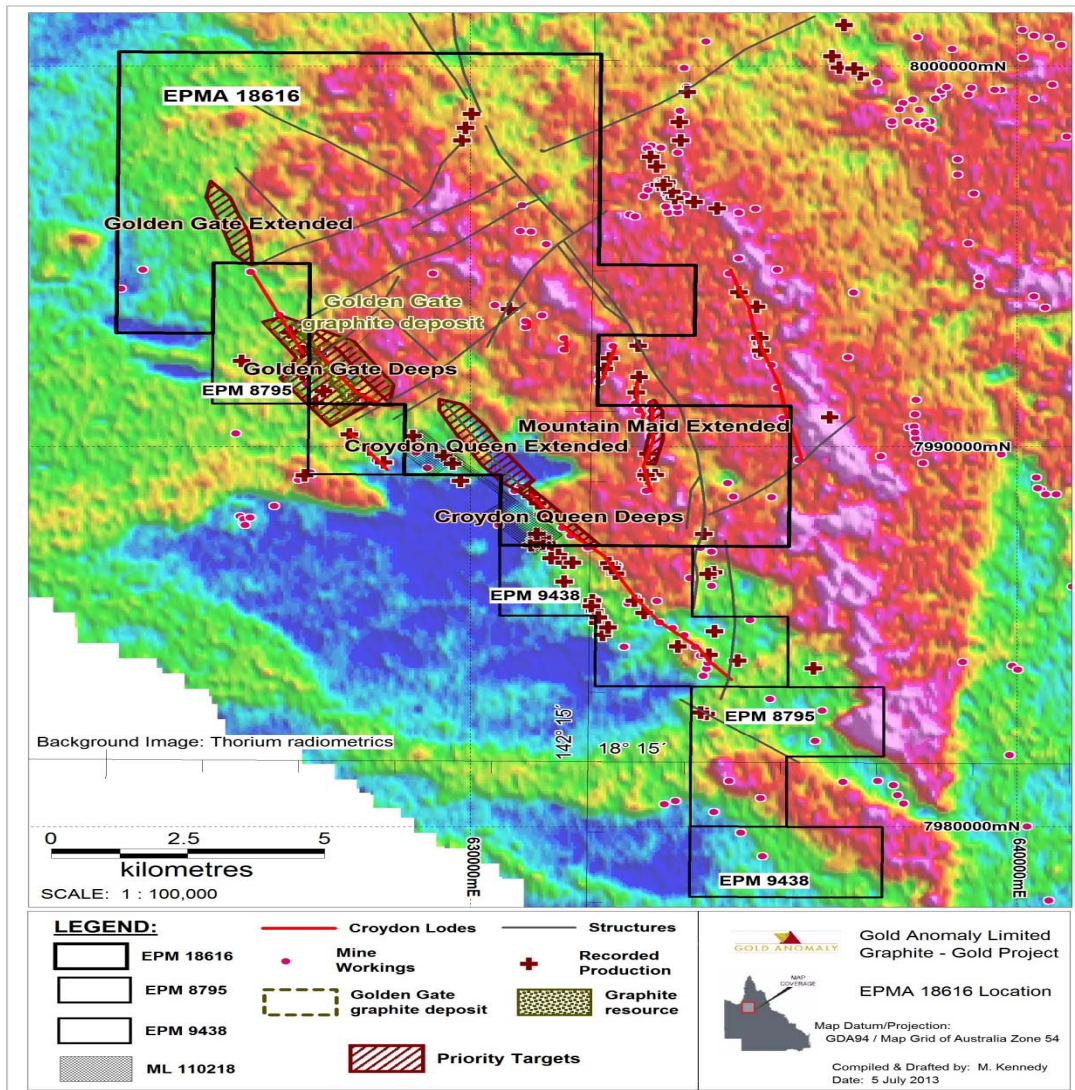 EPMA 18616
8000000mN
Golden Gate Extended
Golden Gate
graphite deposit
Golden Gate Deeps
EPM 8795
Mountain Maid Extended
Croydon Queen Extended
7990000mN
Croydon Queen Deeps
EPM 9438
EPM 8795
142° 15´
18° 15´
Background Image: Thorium radiometrics
7980000mN
0 2.5 5
kilometres
SCALE: 1 : 100,000
630000mE
640000mE
EPM 9438
LEGEND:
EPM 18616
EPM 8795
EPM 9438
ML 110218
Croydon Lodes
Mine
Workings
Golden Gate
graphite deposit
Structures
Recorded
Production
Graphite
resource
Priority Targets
GOLD ANOMALY
Gold Anomaly Limited
Graphite - Gold Project
MAP
COVERAGE
EPMA 18616 Location
Map Datum/Projection:
GDA94 / Map Grid of Australia Zone 54
Compiled & Drafted by: M. Kennedy
Date: 5 July 2013